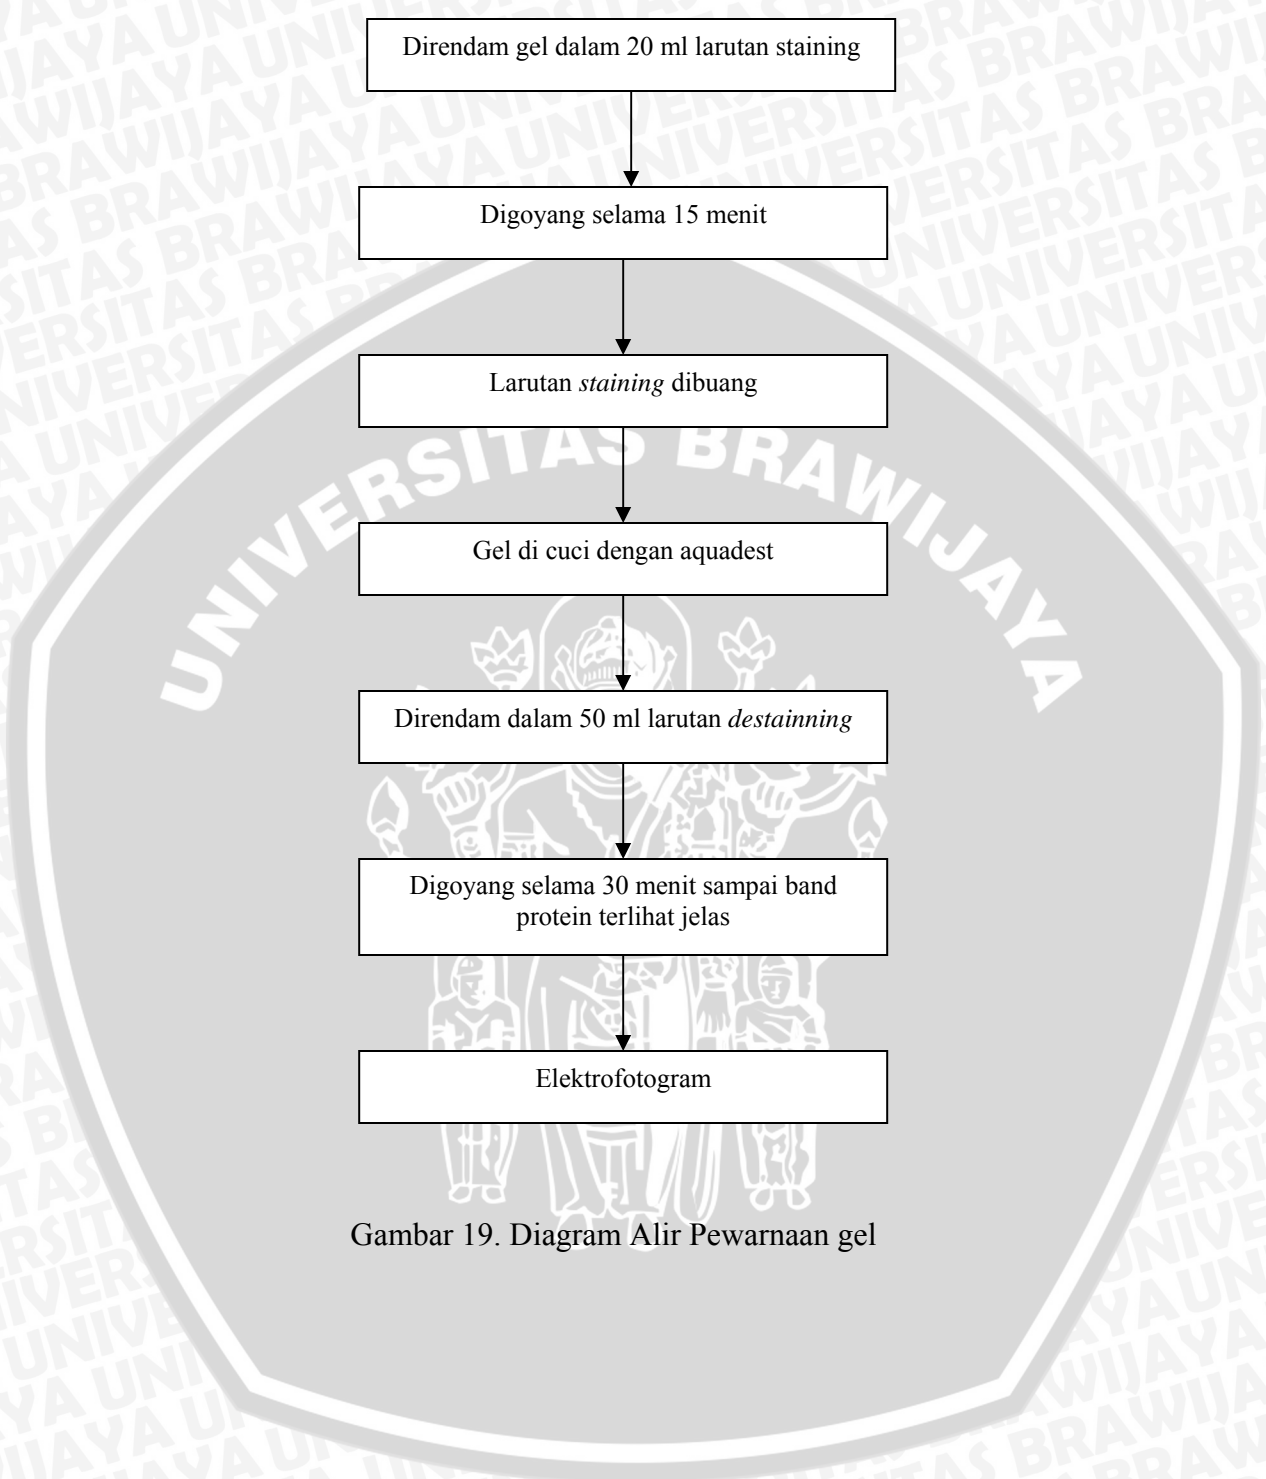 Direndam gel dalam 20 ml larutan staining
Digoyang selama 15 menit
Larutan staining dibuang
UNIVERSITAS BRAWIJAYA
Gel di cuci dengan aquadest
Direndam dalam 50 ml larutan destainning
Digoyang selama 30 menit sampai band
protein terlihat jelas
Elektrofotogram
Gambar 19. Diagram Alir Pewarnaan gel